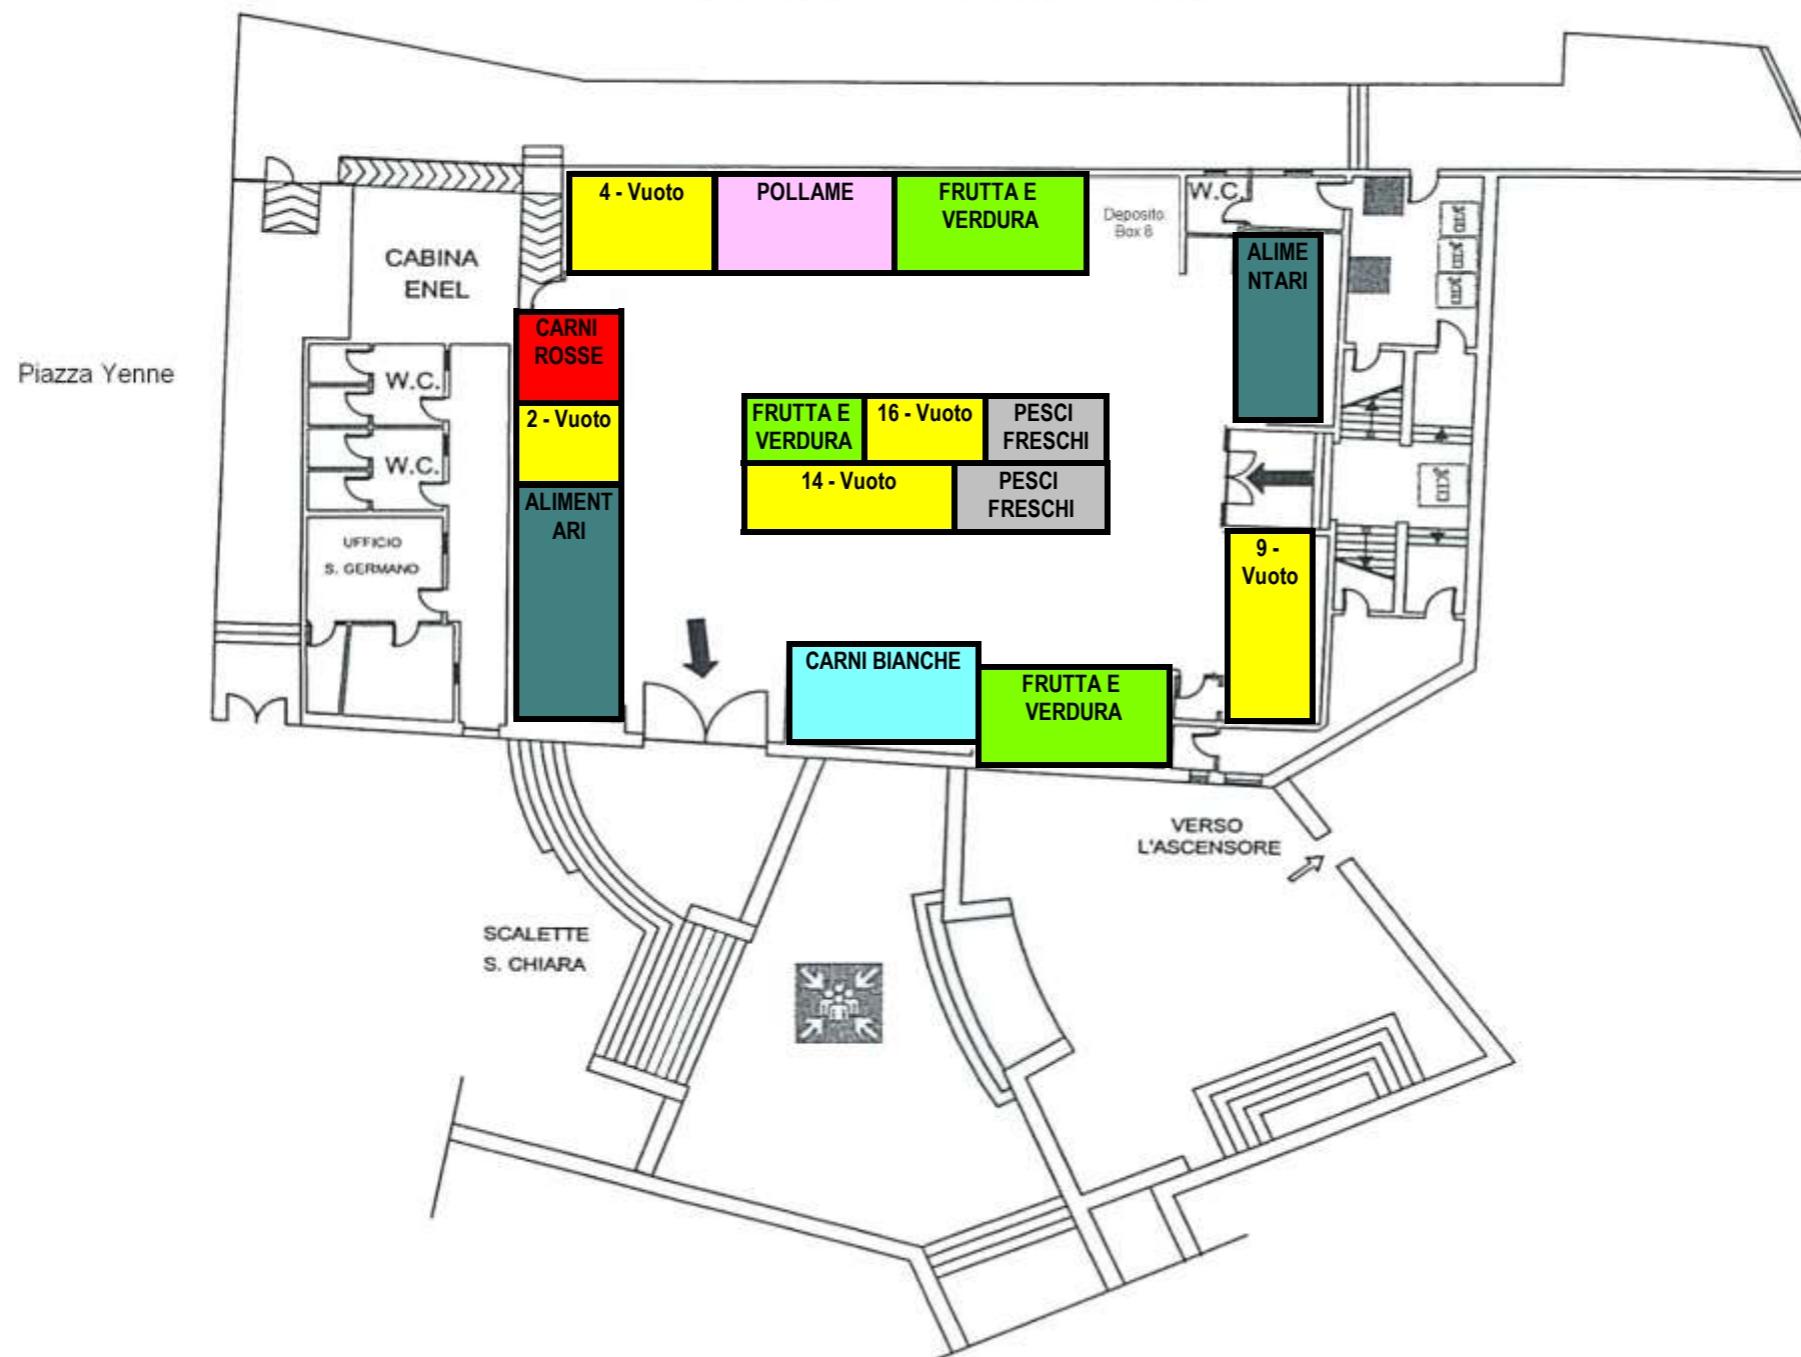 4 - Vuoto
POLLAME
FRUTTA E
VERDURA
Deposito
Box 8
W.C.
CABINA
ENEL
ALIME
NTARI
CARNI
ROSSE
Piazza Yenne
W.C.
2 - Vuoto
FRUTTA E
VERDURA
16 - Vuoto
PESCI
FRESCHI
W.C.
14 - Vuoto
PESCI
FRESCHI
ALIMENT
ARI
UFFICIO
S. GERMANO
9 -
Vuoto
CARNI BIANCHE
FRUTTA E
VERDURA
VERSO
L'ASCENSORE
SCALETTE
S. CHIARA